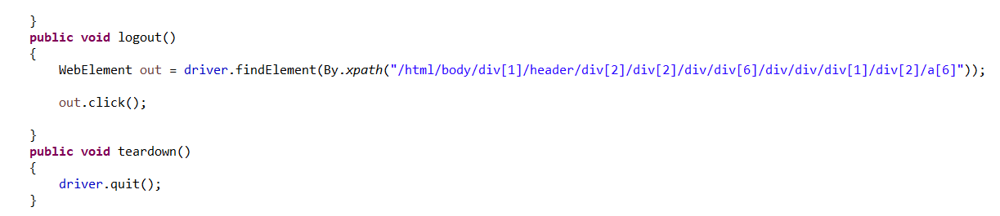 }
public void logout()
{
WebElement out = driver.findElement(By.xpath("/html/body/div[1]/header/div[2]/div[2]/div/div[6]/div/div/div[1]/div[2]/a[6]"));
out.click();
}
public void teardown()
{
driver.quit();
}